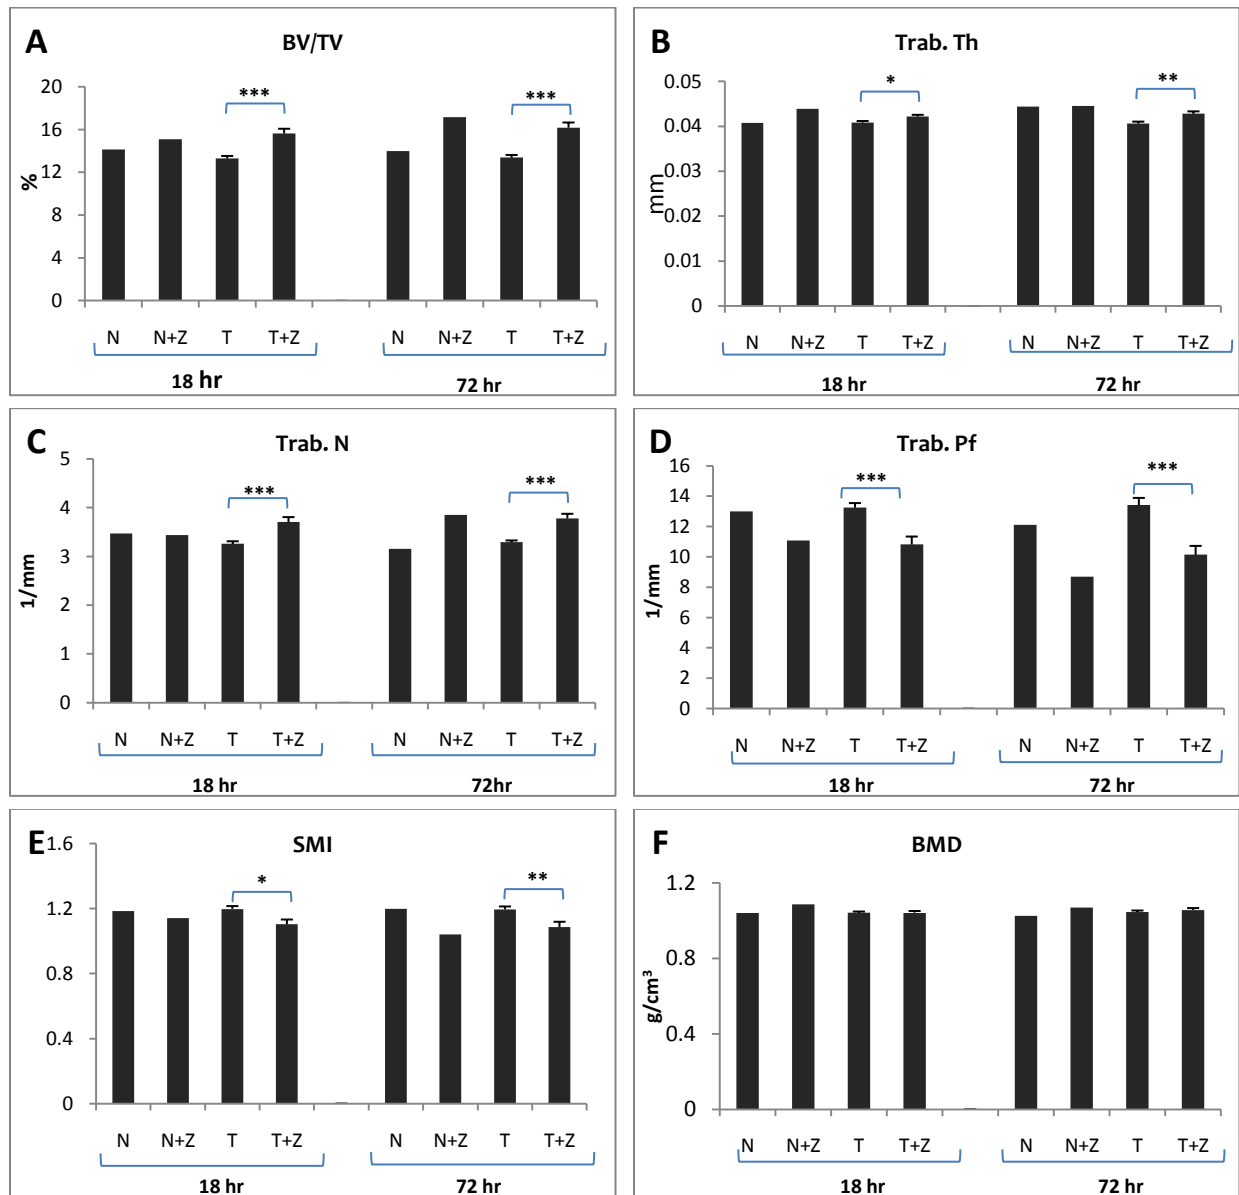 A
BV/TV
20
16
12
8
4
0
%
***
***
N N+Z T T+Z N N+Z T T+Z
18 hr 72 hr
B
Trab. Th
0.05
0.04
0.03
0.02
0.01
0
mm
*
**
N N+Z T T+Z N N+Z T T+Z
18 hr 72 hr
C
Trab. N
5
4
3
2
1
0
1/mm
***
***
N N+Z T T+Z N N+Z T T+Z
18 hr 72hr
D
Trab. Pf
16
14
12
10
8
6
4
2
0
1/mm
***
***
N N+Z T T+Z N N+Z T T+Z
18 hr 72 hr
E
SMI
1.6
1.2
0.8
0.4
0
*
**
N N+Z T T+Z N N+Z T T+Z
18 hr 72 hr
F
BMD
1.2
0.8
0.4
0
g/cm³
N N+Z T T+Z N N+Z T T+Z
18 hr 72 hr